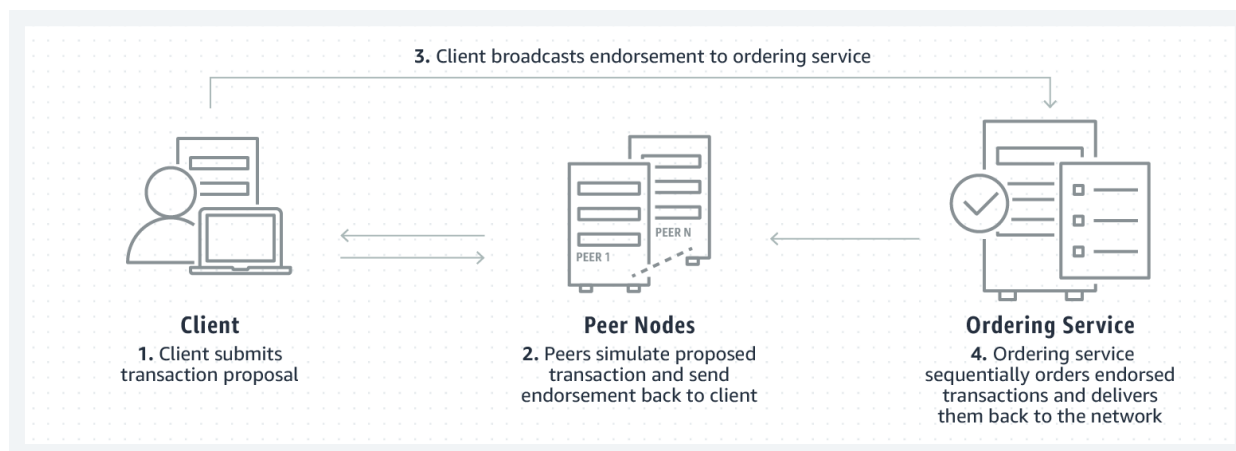 3. Client broadcasts endorsement to ordering service
PEER N
PEER 1
Client
1. Client submits
transaction proposal
Peer Nodes
2. Peers simulate proposed
transaction and send
endorsement back to client
Ordering Service
4. Ordering service
sequentially orders endorsed
transactions and delivers
them back to the network